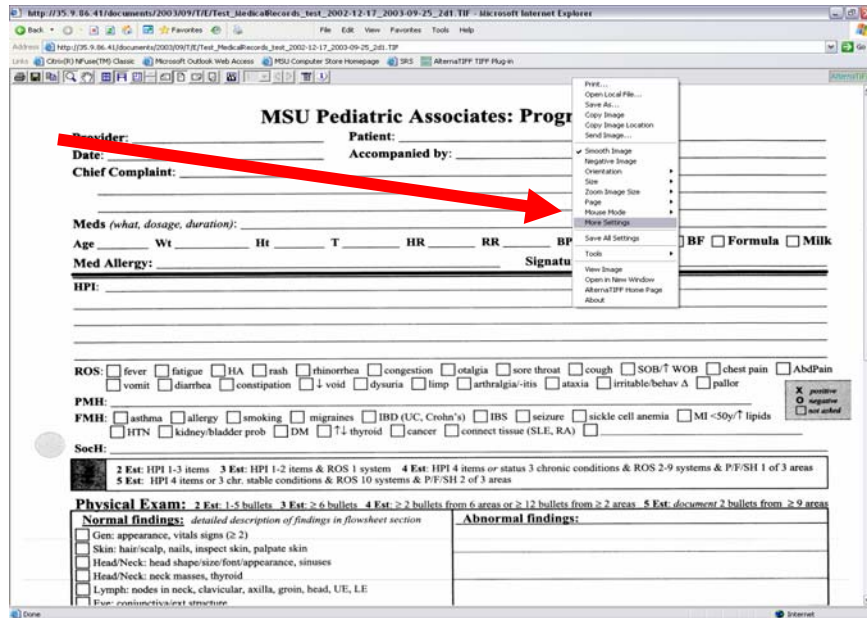 http://35.9.86.41/documents/2003/09/T/E/Test_MedicalRecords_test_2002-12-17_2003-09-25_2d1.TIF - Microsoft Internet Explorer
Back Favorites File Edit View Favorites Tools Help
Address http://35.9.86.41/documents/2003/09/T/E/Test_MedicalRecords_test_2002-12-17_2003-09-25_2d1.TIF Go
Links Citrix(R) NFuse(TM) Classic Microsoft Outlook Web Access MSU Computer Store Homepage SRS AlternaTIFF TIFF Plug-in
AlternaTIFF
Print...
Open Local File...
Save As...
Copy Image
Copy Image Location
Send Image...
Smooth Image
Negative Image
Orientation
Size
Zoom Image Size
Page
Mouse Mode
More Settings
Save All Settings
Tools
View Image
Open in New Window
AlternaTIFF Home Page
About
MSU Pediatric Associates: Progr
Provider: Patient:
Date: Accompanied by:
Chief Complaint:
Meds (what, dosage, duration):
Age Wt Ht T HR RR BP BF Formula Milk
Med Allergy: Signatu
HPI:
ROS: fever fatigue HA rash rhinorrhea congestion otalgia sore throat cough SOB/↑ WOB chest pain AbdPain
vomit diarrhea constipation ↓ void dysuria limp arthralgia/-itis ataxia irritable/behav Δ pallor
X positive
O negative
not asked
PMH:
FMH: asthma allergy smoking migraines IBD (UC, Crohn's) IBS seizure sickle cell anemia MI <50y/↑ lipids
HTN kidney/bladder prob DM ↑↓ thyroid cancer connect tissue (SLE, RA)
SocH:
2 Est: HPI 1-3 items 3 Est: HPI 1-2 items & ROS 1 system 4 Est: HPI 4 items or status 3 chronic conditions & ROS 2-9 systems & P/F/SH 1 of 3 areas
5 Est: HPI 4 items or 3 chr. stable conditions & ROS 10 systems & P/F/SH 2 of 3 areas
Physical Exam: 2 Est: 1-5 bullets 3 Est: ≥ 6 bullets 4 Est: ≥ 2 bullets from 6 areas or ≥ 12 bullets from ≥ 2 areas 5 Est: document 2 bullets from ≥ 9 areas
Normal findings: detailed description of findings in flowsheet section Abnormal findings:
Gen: appearance, vitals signs (≥ 2)
Skin: hair/scalp, nails, inspect skin, palpate skin
Head/Neck: head shape/size/font/appearance, sinuses
Head/Neck: neck masses, thyroid
Lymph: nodes in neck, clavicular, axilla, groin, head, UE, LE
Eye: conjunctiva/ext structure
Done Internet